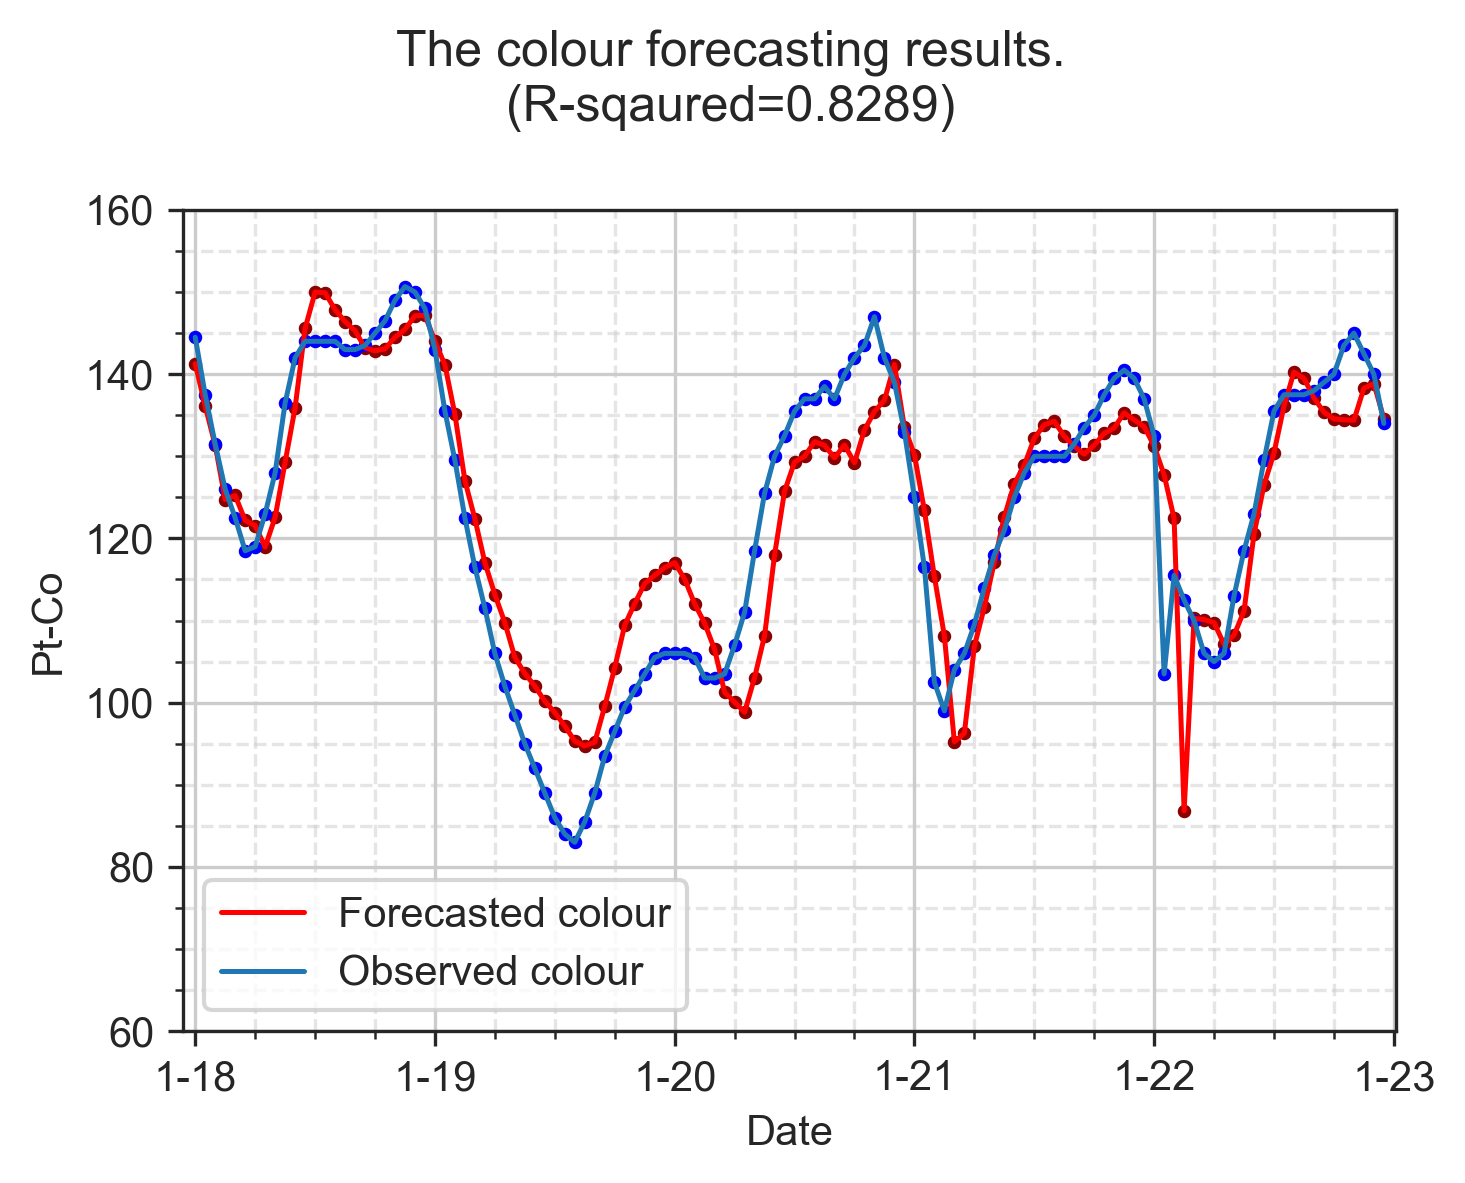 The colour forecasting results.
(R-sqaured=0.8289)
160
140
120
100
80
60
Pt-Co
Forecasted colour
Observed colour
1-18 1-19 1-20 1-21 1-22 1-23
Date